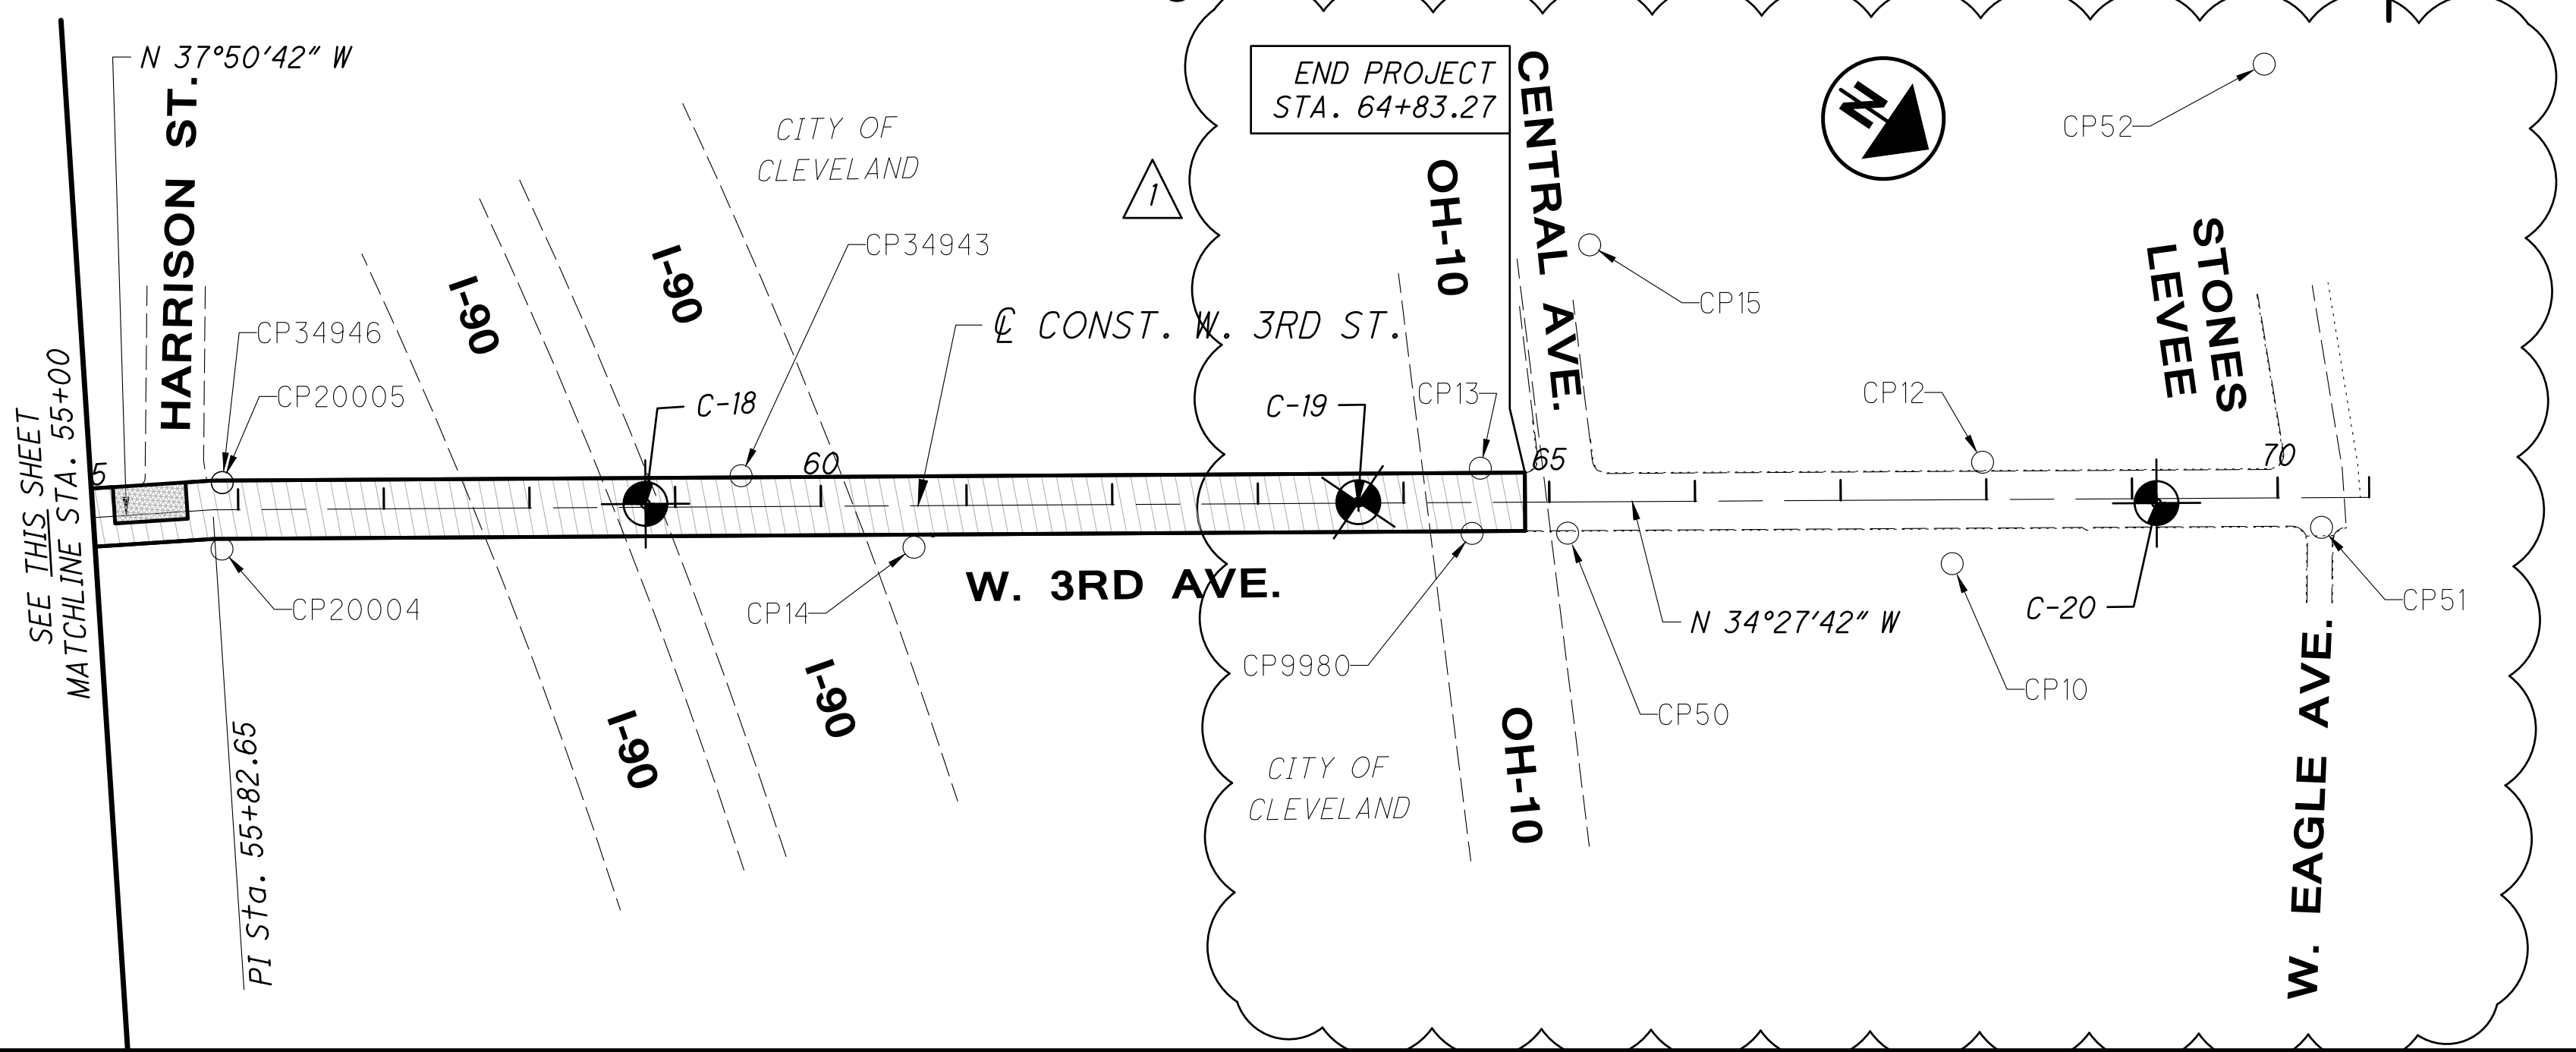 N 37°50'42" W
HARRISON ST.
CITY OF
CLEVELAND
1
END PROJECT
STA. 64+83.27
CENTRAL AVE.
OH-10
N
CP52
STONES
LEVEE
I-90
I-90
CP34943
CP34946
CP20005
℄ CONST. W. 3RD ST.
CP15
SEE THIS SHEET
MATCHLINE STA. 55+00
C-18
C-19
CP13
CP12
5
60
65
70
W. 3RD AVE.
CP20004
CP14
N 34°27'42" W
C-20
CP51
CP9980
CP50
CP10
I-90
I-90
PI Sta. 55+82.65
OH-10
CITY OF
CLEVELAND
W. EAGLE AVE.